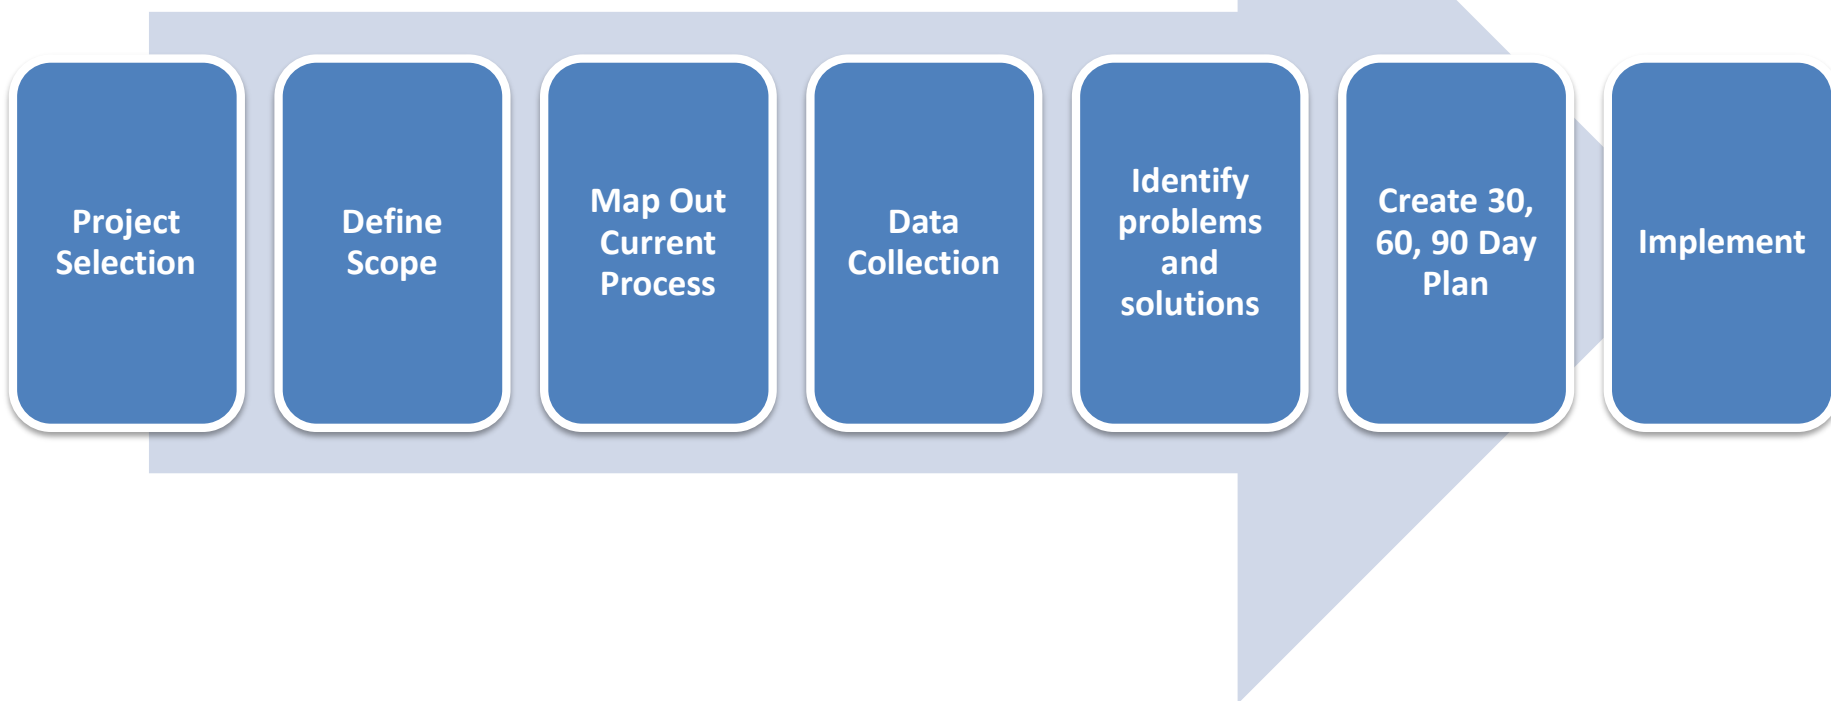 Project
Selection
Define
Scope
Map Out
Current
Process
Data
Collection
Identify
problems
and
solutions
Create 30,
60, 90 Day
Plan
Implement